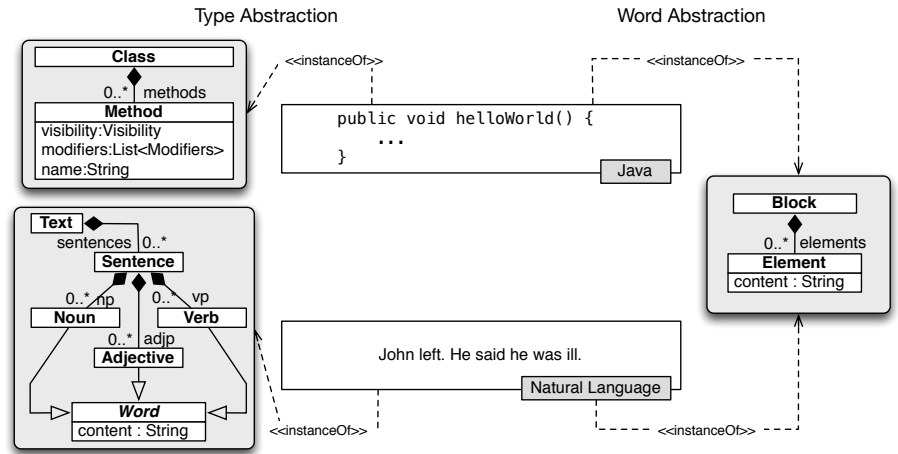 Type Abstraction
Word Abstraction
Class
0..* methods
Method
visibility:Visibility
modifiers:List<Modifiers>
name:String
<<instanceOf>>
<<instanceOf>>
public void helloWorld() {
...
}
Java
Text
sentences 0..*
Sentence
0..* np
0..* vp
Noun
Verb
0..* adjp
Adjective
Word
content : String
Block
0..* elements
Element
content : String
John left. He said he was ill.
Natural Language
<<instanceOf>>
<<instanceOf>>